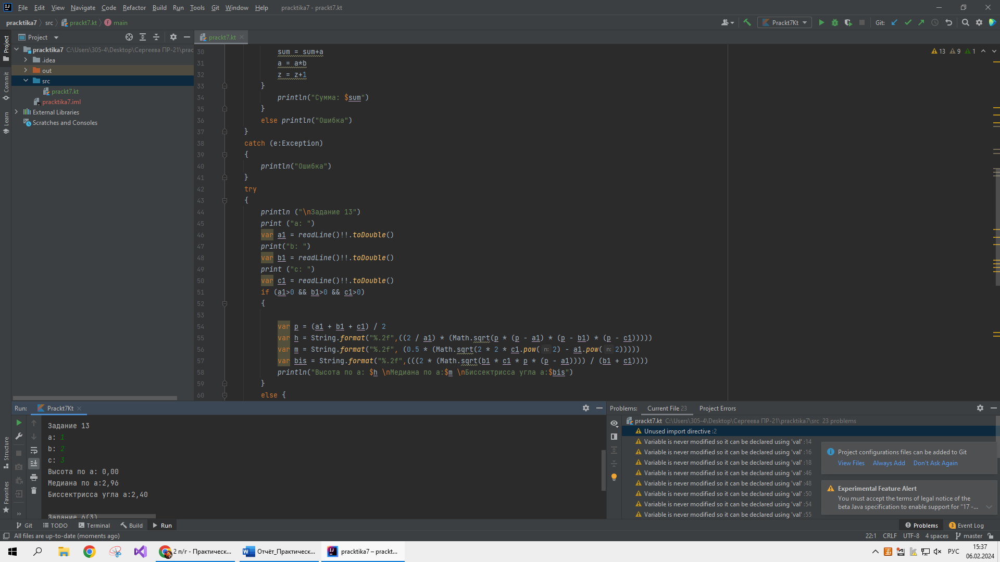 File Edit View Navigate Code Refactor Build Run Tools Git Window Help pracktika7 - prackt7.kt
pracktika7 src prackt7.kt main
Prackt7Kt Git:
Project
prackt7.kt
pracktika7 C:\Users\305-4\Desktop\Сергеева ПР-21\prac
.idea
out
src
prackt7.kt
pracktika7.iml
External Libraries
Scratches and Consoles
Project
Commit
Learn
Structure
Favorites
13 9 1
30 sum = sum+a
31 a = a*b
32 z = z+1
33 }
34 println("Сумма: $sum")
35 }
36 else println("Ошибка")
37 }
38 catch (e:Exception)
39 {
40 println("Ошибка")
41 }
42 try
43 {
44 println ("\nЗадание 13")
45 print ("a: ")
46 var a1 = readLine()!!.toDouble()
47 print("b: ")
48 var b1 = readLine()!!.toDouble()
49 print ("c: ")
50 var c1 = readLine()!!.toDouble()
51 if (a1>0 && b1>0 && c1>0)
52 {
53
54 var p = (a1 + b1 + c1) / 2
55 var h = String.format("%.2f",((2 / a1) * (Math.sqrt(p * (p - a1) * (p - b1) * (p - c1)))))
56 var m = String.format("%.2f", (0.5 * (Math.sqrt(2 * 2 * c1.pow( n: 2) - a1.pow( n: 2)))))
57 var bis = String.format("%.2f",(((2 * (Math.sqrt(b1 * c1 * p * (p - a1)))) / (b1 + c1))))
58 println("Высота по a: $h \nМедиана по a:$m \nБиссектрисса угла a:$bis")
59 }
60 else {
Run: Prackt7Kt
Задание 13
a: 1
b: 2
c: 3
Высота по a: 0,00
Медиана по a:2,96
Биссектрисса угла a:2,40
Задание 6(3)
Problems: Current File 23 Project Errors
prackt7.kt C:\Users\305-4\Desktop\Сергеева ПР-21\pracktika7\src 23 problems
Unused import directive :2
Variable is never modified so it can be declared using 'val' :14
Variable is never modified so it can be declared using 'val' :16
Variable is never modified so it can be declared using 'val' :18
Variable is never modified so it can be declared using 'val' :46
Variable is never modified so it can be declared using 'val' :48
Variable is never modified so it can be declared using 'val' :50
Variable is never modified so it can be declared using 'val' :54
Variable is never modified so it can be declared using 'val' :55
Project configurations files can be added to Git
View Files Always Add Don't Ask Again
Experimental Feature Alert
You must accept the terms of legal notice of the
beta Java specification to enable support for "17 -...
Git TODO Terminal Build Run Problems 3 Event Log
All files are up-to-date (moments ago) 22:1 CRLF UTF-8 4 spaces master
2 п/г - Практическ... Отчёт_Практическ... pracktika7 – prackt... РУС
15:37
06.02.2024